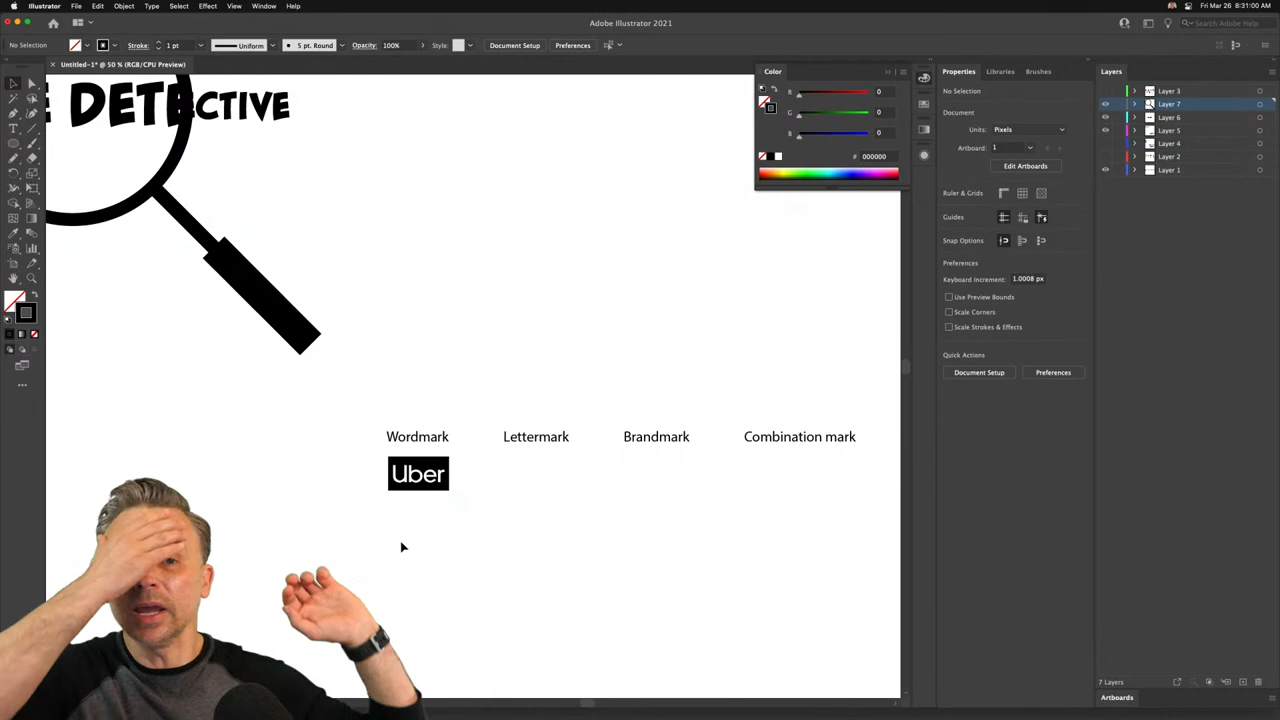 Illustrator File Edit Object Type Select Effect View Window Help
Fri Mar 26 8:31:00 AM
Adobe Illustrator 2021
Search Adobe Help
No Selection
Stroke: 1 pt Uniform 5 pt. Round Opacity: 100% Style: Document Setup Preferences
× Untitled-1* @ 50 % (RGB/CPU Preview)
E DETECTIVE
Wordmark Lettermark Brandmark Combination mark
Uber
Color
R 0
G 0
B 0
# 000000
Properties Libraries Brushes
No Selection
Document
Units: Pixels
Artboard: 1
Edit Artboards
Ruler & Grids
Guides
Snap Options
Preferences
Keyboard Increment: 1.0008 px
Use Preview Bounds
Scale Corners
Scale Strokes & Effects
Quick Actions
Document Setup Preferences
Layers
Layer 3
Layer 7
Layer 6
Layer 5
Layer 4
Layer 2
Layer 1
7 Layers
Artboards